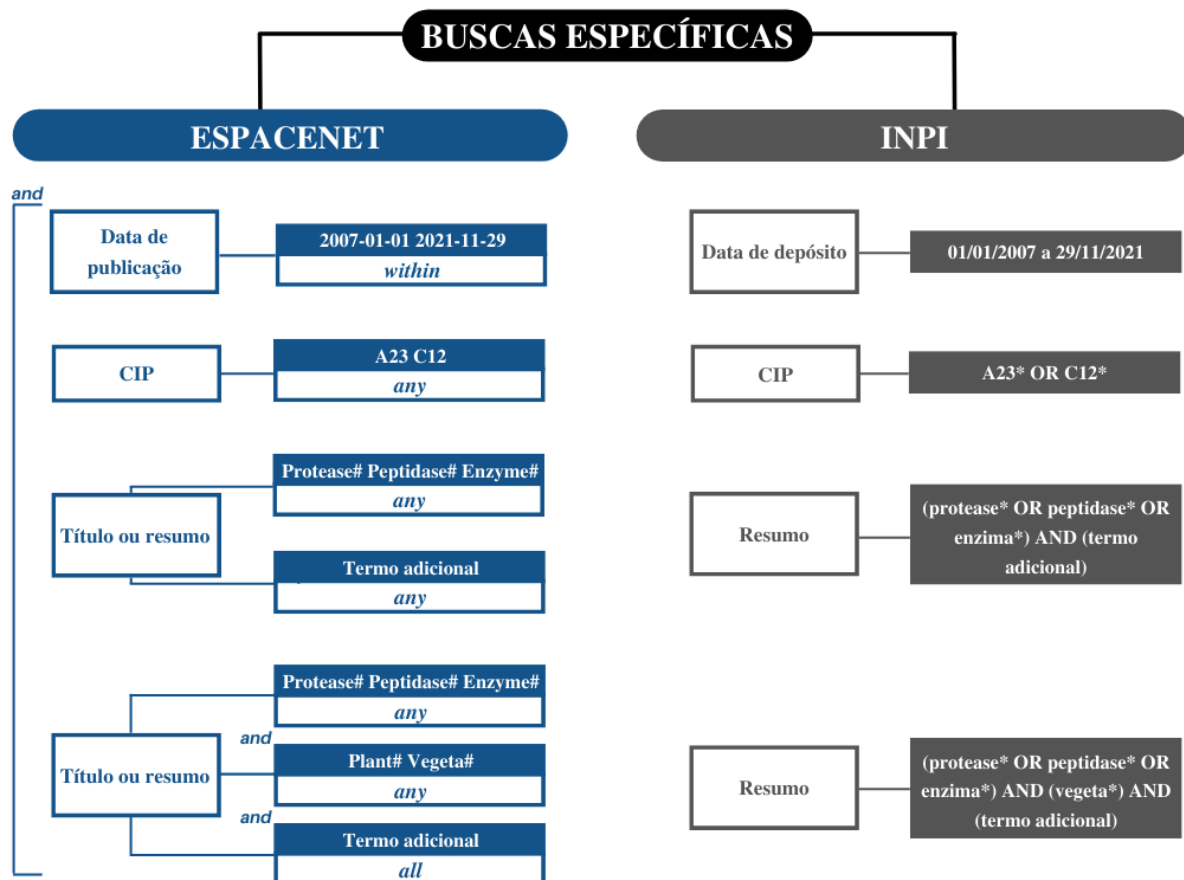 BUSCAS ESPECÍFICAS
ESPACENET
and
Data de
publicação
2007-01-01 2021-11-29
within
CIP
A23 C12
any
Título ou resumo
Protease# Peptidase# Enzyme#
any
Termo adicional
any
Título ou resumo
Protease# Peptidase# Enzyme#
any
and
Plant# Vegeta#
any
and
Termo adicional
all
INPI
Data de depósito
01/01/2007 a 29/11/2021
CIP
A23* OR C12*
Resumo
(protease* OR peptidase* OR
enzima*) AND (termo
adicional)
Resumo
(protease* OR peptidase* OR
enzima*) AND (vegeta*) AND
(termo adicional)